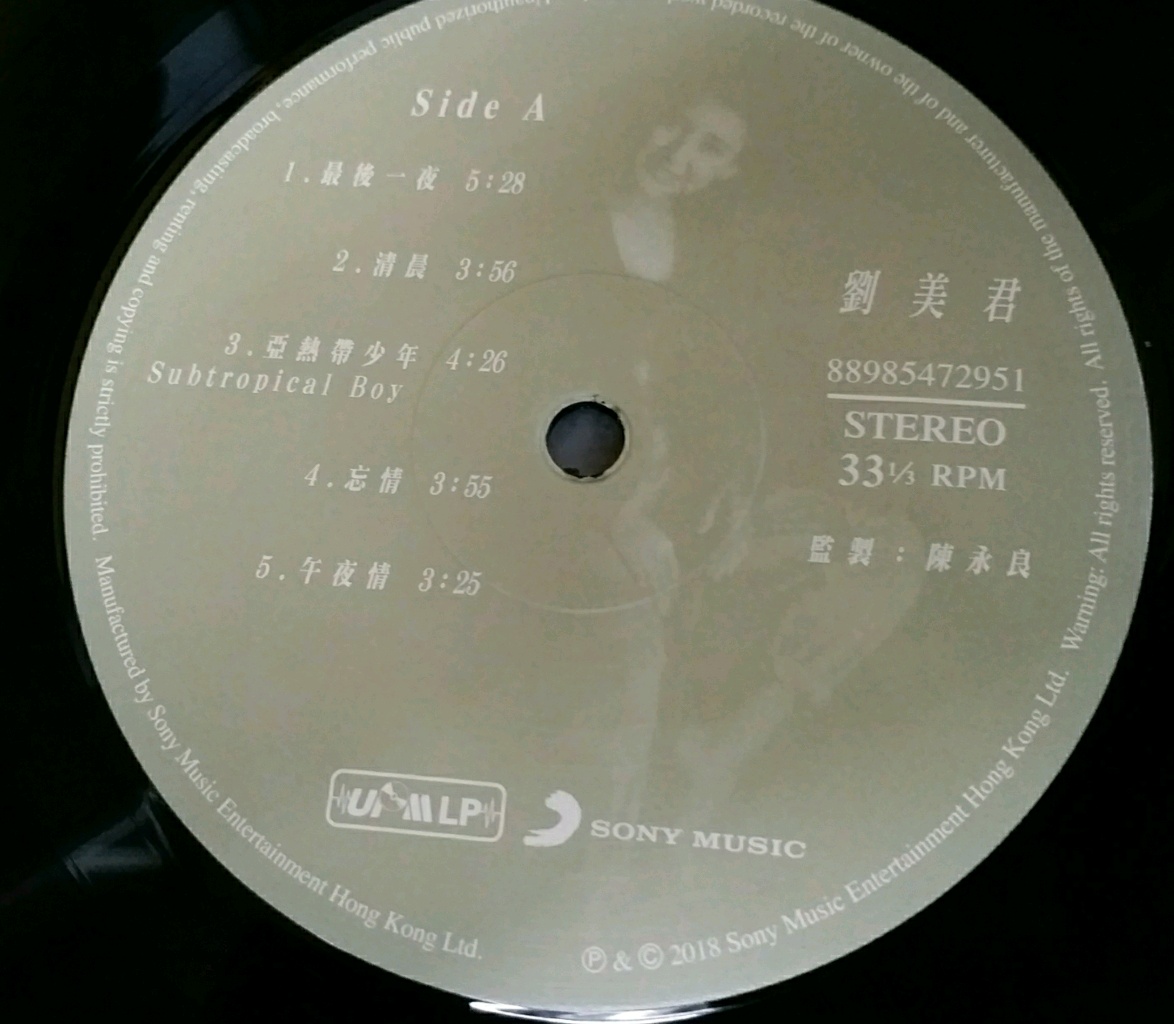 Side A
1.最後一夜 5:28
2.清晨 3:56
3.亞熱帶少年 4:26
Subtropical Boy
4.忘情 3:55
5.午夜情 3:25
劉美君
88985472951
STEREO
33⅓ RPM
監製：陳永良
LP
SONY MUSIC
℗ & © 2018 Sony Music Entertainment Hong Kong Ltd. Warning: All rights reserved. All rights of the manufacturer and of the owner of the recorded
public performance, broadcasting, renting and copying is strictly prohibited. Manufactured by Sony Music Entertainment Hong Kong Ltd.